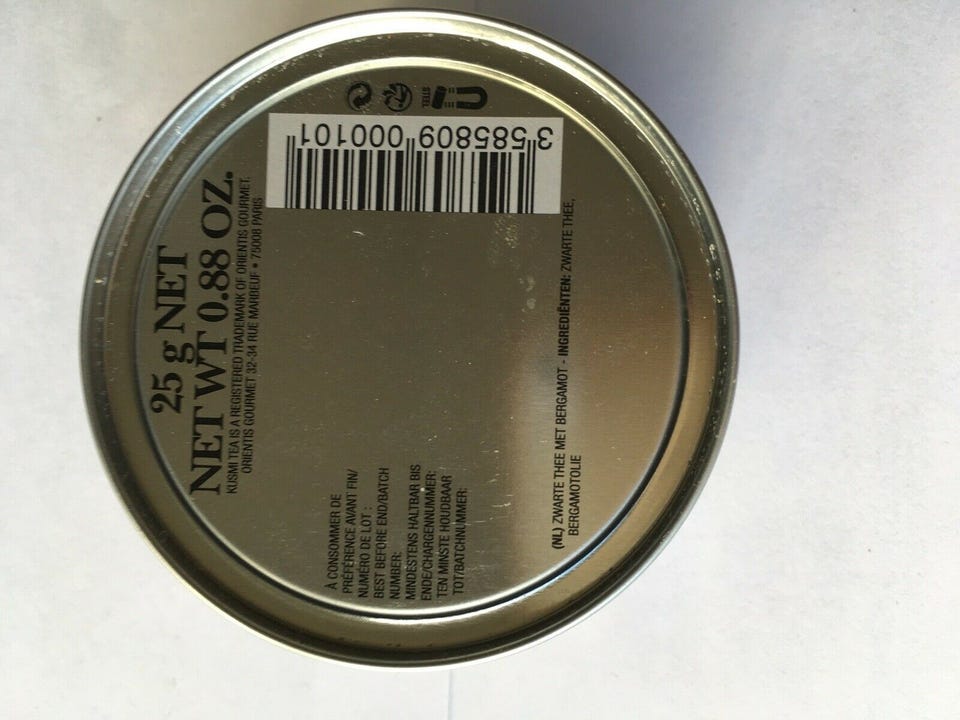 25 g NET
NET WT 0.88 OZ.
KUSMI TEA IS A REGISTERED TRADEMARK OF ORIENTIS GOURMET.
ORIENTIS GOURMET 32-34 RUE MARBEUF • 75008 PARIS
À CONSOMMER DE
PRÉFÉRENCE AVANT FIN/
NUMÉRO DE LOT :
BEST BEFORE END/BATCH
NUMBER:
MINDESTENS HALTBAR BIS
ENDE/CHARGENNUMMER:
TEN MINSTE HOUDBAAR
TOT/BATCHNUMMER:
(NL) ZWARTE THEE MET BERGAMOT - INGREDIËNTEN: ZWARTE THEE,
BERGAMOTOLIE
STEEL
3 585809 000101